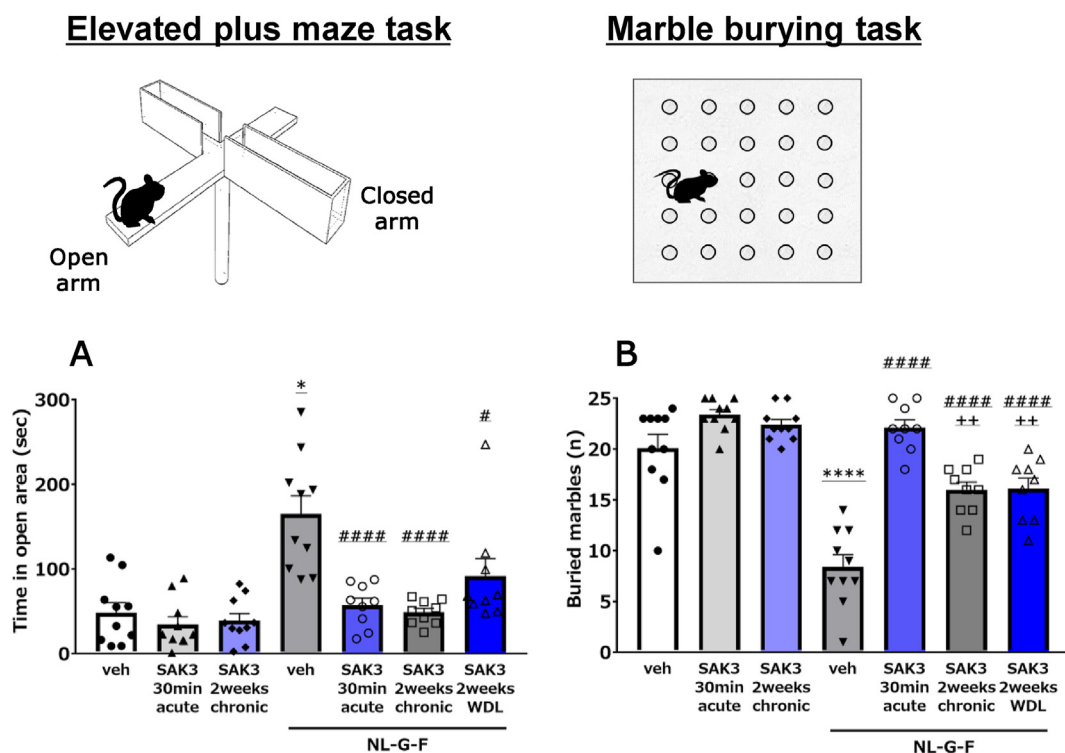 Elevated plus maze task
Marble burying task
Closed
arm
Open
arm
A
Time in open area (sec)
300
200
100
0
*
####
####
#
veh
SAK3
30min
acute
SAK3
2weeks
chronic
veh
SAK3
30min
acute
SAK3
2weeks
chronic
SAK3
2weeks
WDL
NL-G-F
B
Buried marbles (n)
25
20
15
10
5
0
****
####
####
++
####
++
veh
SAK3
30min
acute
SAK3
2weeks
chronic
veh
SAK3
30min
acute
SAK3
2weeks
chronic
SAK3
2weeks
WDL
NL-G-F